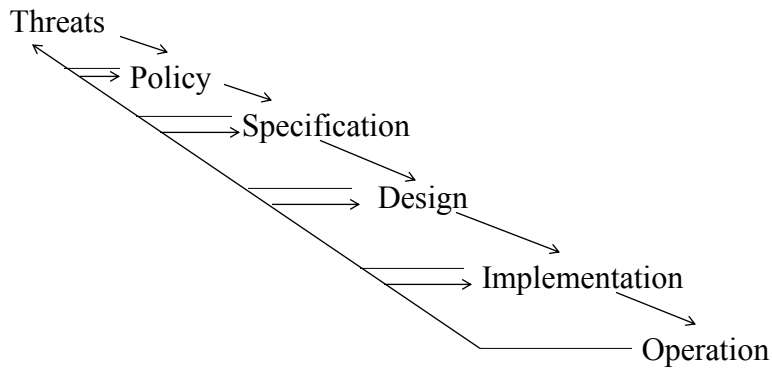 Threats
Policy
Specification
Design
Implementation
Operation